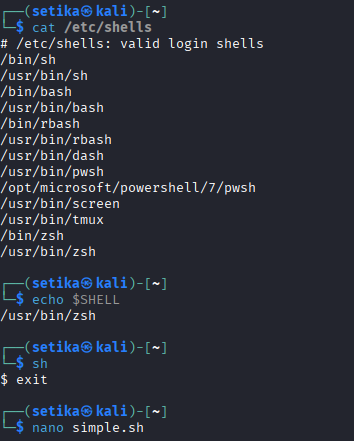 ┌──(setika㉿kali)-[~]
└─$ cat /etc/shells
# /etc/shells: valid login shells
/bin/sh
/usr/bin/sh
/bin/bash
/usr/bin/bash
/bin/rbash
/usr/bin/rbash
/usr/bin/dash
/usr/bin/pwsh
/opt/microsoft/powershell/7/pwsh
/usr/bin/screen
/usr/bin/tmux
/bin/zsh
/usr/bin/zsh
┌──(setika㉿kali)-[~]
└─$ echo $SHELL
/usr/bin/zsh
┌──(setika㉿kali)-[~]
└─$ sh
$ exit
┌──(setika㉿kali)-[~]
└─$ nano simple.sh